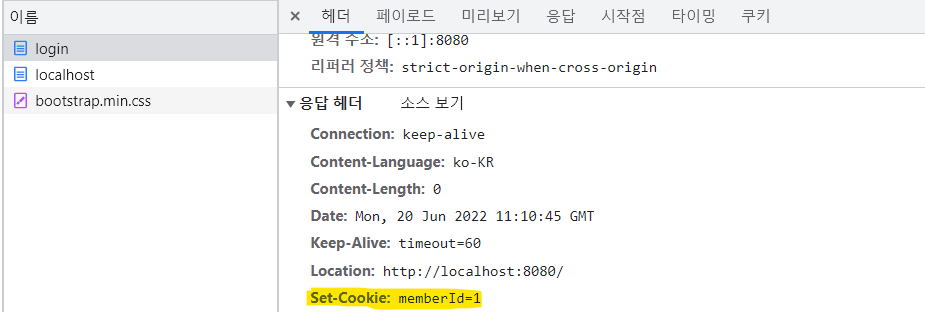 이름
login
localhost
bootstrap.min.css
× 헤더 페이로드 미리보기 응답 시작점 타이밍 쿠키
원격 주소: [::1]:8080
리퍼러 정책: strict-origin-when-cross-origin
▼응답 헤더 소스 보기
Connection: keep-alive
Content-Language: ko-KR
Content-Length: 0
Date: Mon, 20 Jun 2022 11:10:45 GMT
Keep-Alive: timeout=60
Location: http://localhost:8080/
Set-Cookie: memberId=1